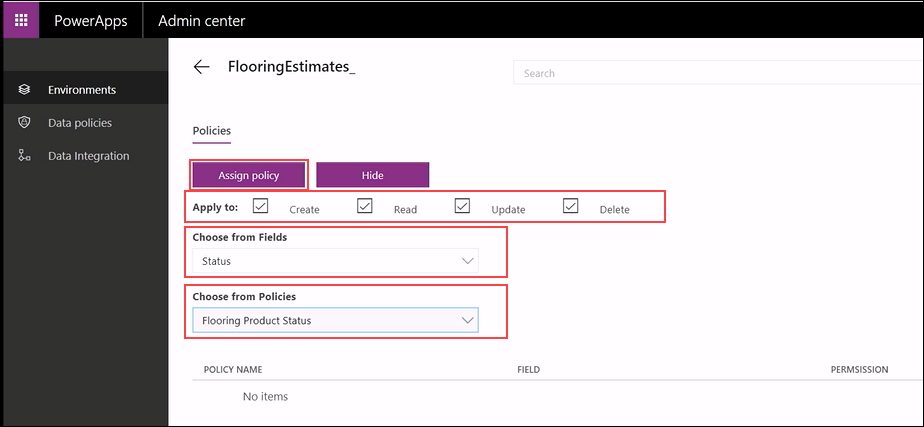 PowerApps Admin center
FlooringEstimates_
Search
Environments
Data policies
Data Integration
Policies
Assign policy Hide
Apply to: Create Read Update Delete
Choose from Fields
Status
Choose from Policies
Flooring Product Status
POLICY NAME FIELD PERMSISSION
No items